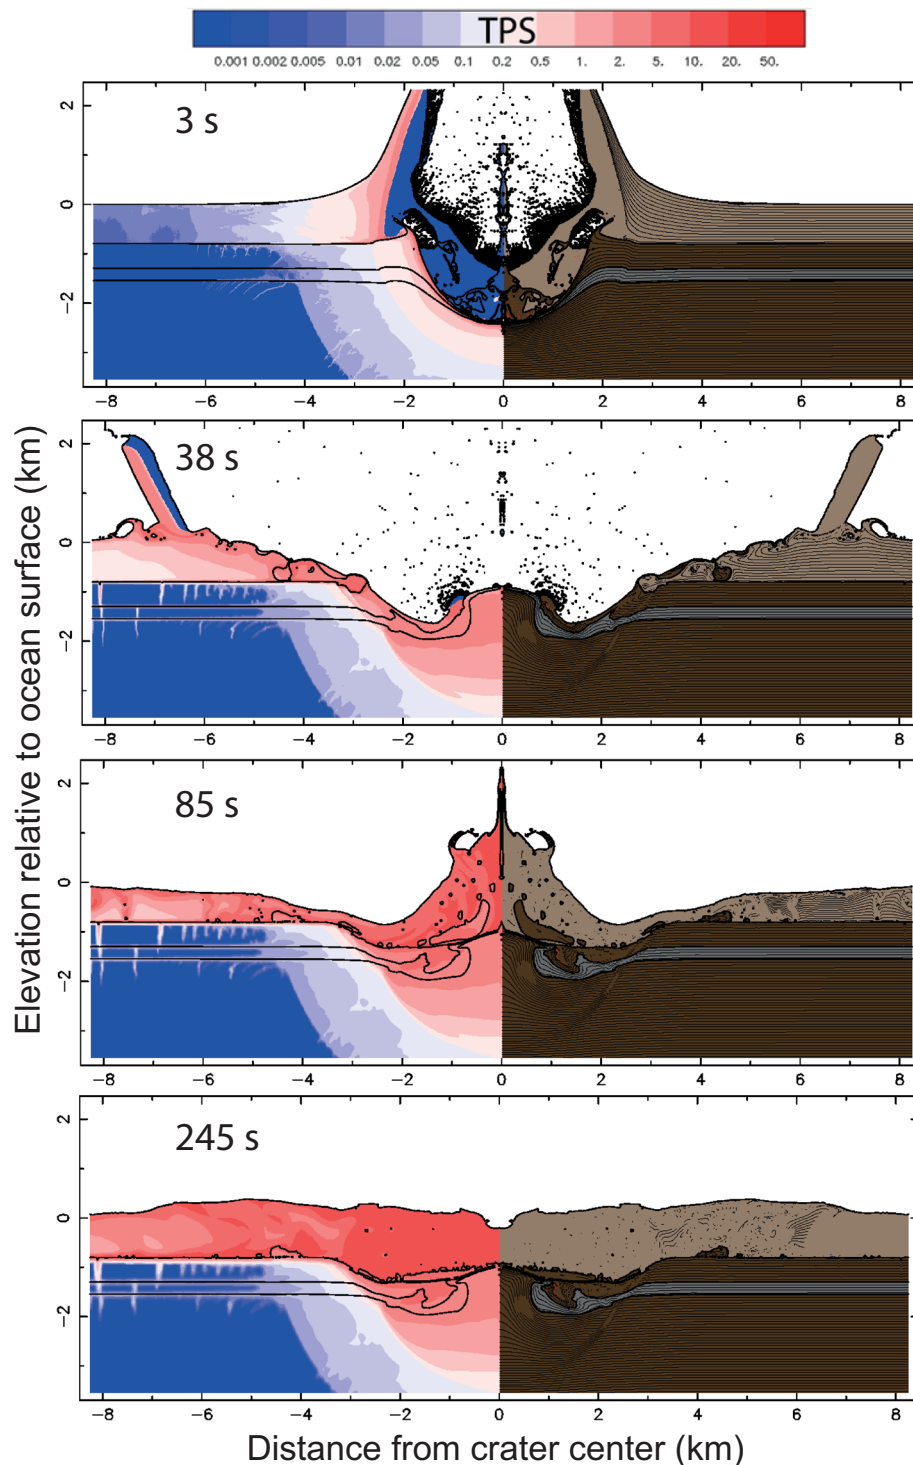 TPS
0.001 0.002 0.005 0.01 0.02 0.05 0.1 0.2 0.5 1. 2. 5. 10. 20. 50.
3 s
2
0
−2
−8 −6 −4 −2 0 2 4 6 8
38 s
2
0
−2
−8 −6 −4 −2 0 2 4 6 8
85 s
2
0
−2
−8 −6 −4 −2 0 2 4 6 8
245 s
2
0
−2
−8 −6 −4 −2 0 2 4 6 8
Elevation relative to ocean surface (km)
Distance from crater center (km)